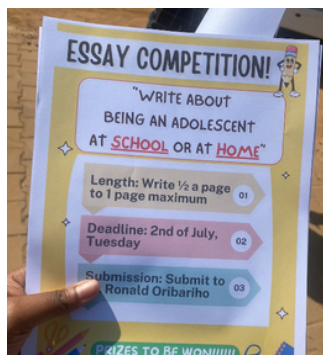 ESSAY COMPETITION!
"WRITE ABOUT
BEING AN ADOLESCENT
AT SCHOOL OR AT HOME"
Length: Write ½ a page
to 1 page maximum
01
Deadline: 2nd of July,
Tuesday
02
Submission: Submit to
Ronald Oribariho
03
PRIZES TO BE WON!!!!!